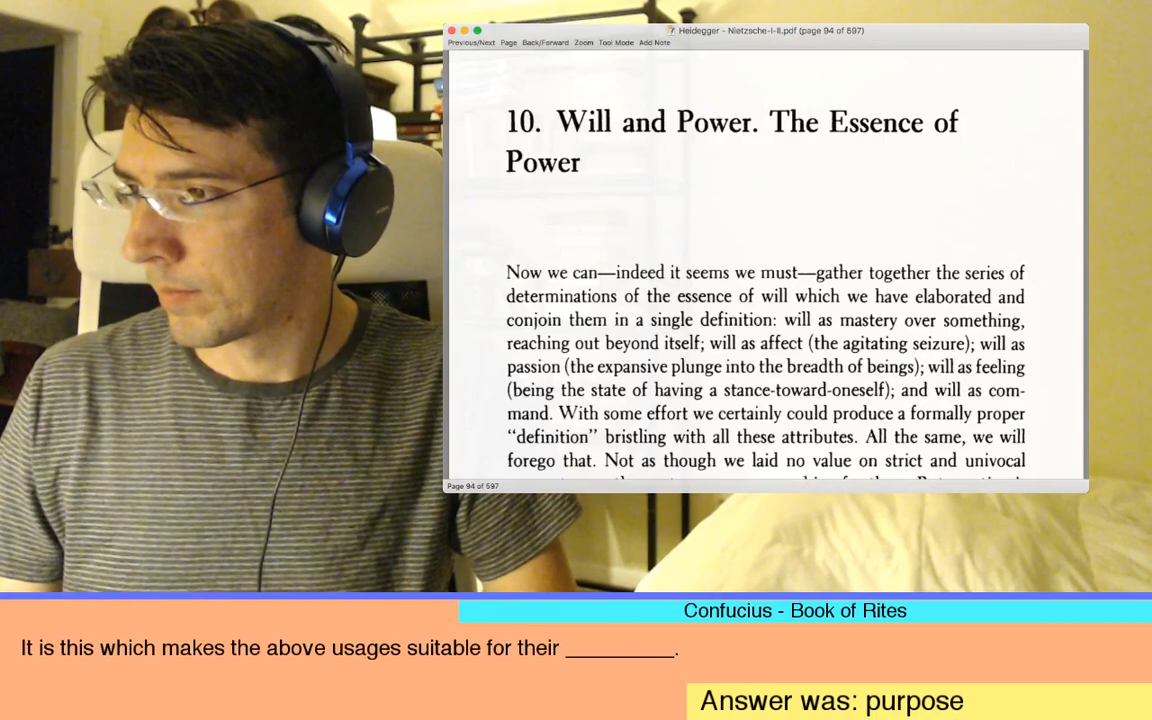 Heidegger - Nietzsche-I-II.pdf (page 94 of 597)
Previous/Next Page Back/Forward Zoom Tool Mode Add Note
10. Will and Power. The Essence of
Power
Now we can—indeed it seems we must—gather together the series of
determinations of the essence of will which we have elaborated and
conjoin them in a single definition: will as mastery over something,
reaching out beyond itself; will as affect (the agitating seizure); will as
passion (the expansive plunge into the breadth of beings); will as feeling
(being the state of having a stance-toward-oneself); and will as com-
mand. With some effort we certainly could produce a formally proper
“definition” bristling with all these attributes. All the same, we will
forego that. Not as though we laid no value on strict and univocal
Page 94 of 597
Confucius - Book of Rites
It is this which makes the above usages suitable for their __________.
Answer was: purpose